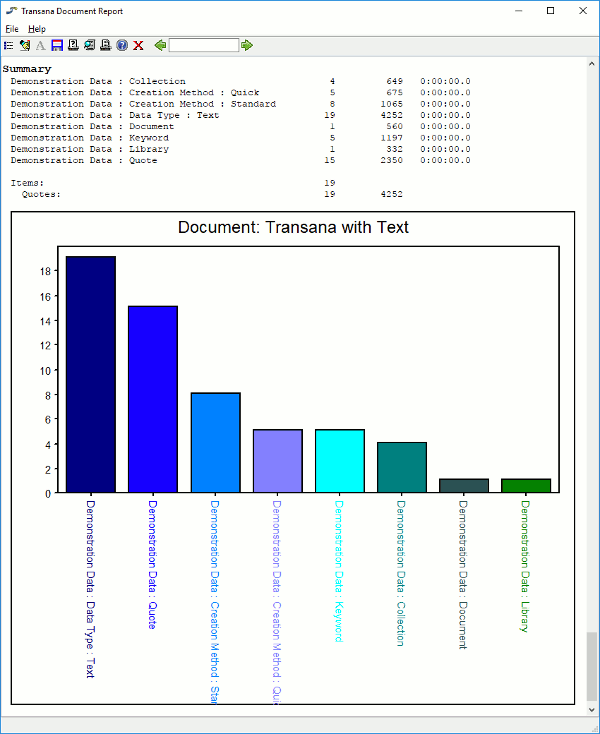 Transana Document Report
File Help
Summary
Demonstration Data : Collection 4 649 0:00:00.0
Demonstration Data : Creation Method : Quick 5 675 0:00:00.0
Demonstration Data : Creation Method : Standard 8 1065 0:00:00.0
Demonstration Data : Data Type : Text 19 4252 0:00:00.0
Demonstration Data : Document 1 560 0:00:00.0
Demonstration Data : Keyword 5 1197 0:00:00.0
Demonstration Data : Library 1 332 0:00:00.0
Demonstration Data : Quote 15 2350 0:00:00.0
Items: 19
Quotes: 19 4252
Document: Transana with Text
18
16
14
12
10
8
6
4
2
0
Demonstration Data : Data Type : Text
Demonstration Data : Quote
Demonstration Data : Creation Method : Star
Demonstration Data : Creation Method : Quic
Demonstration Data : Keyword
Demonstration Data : Collection
Demonstration Data : Document
Demonstration Data : Library